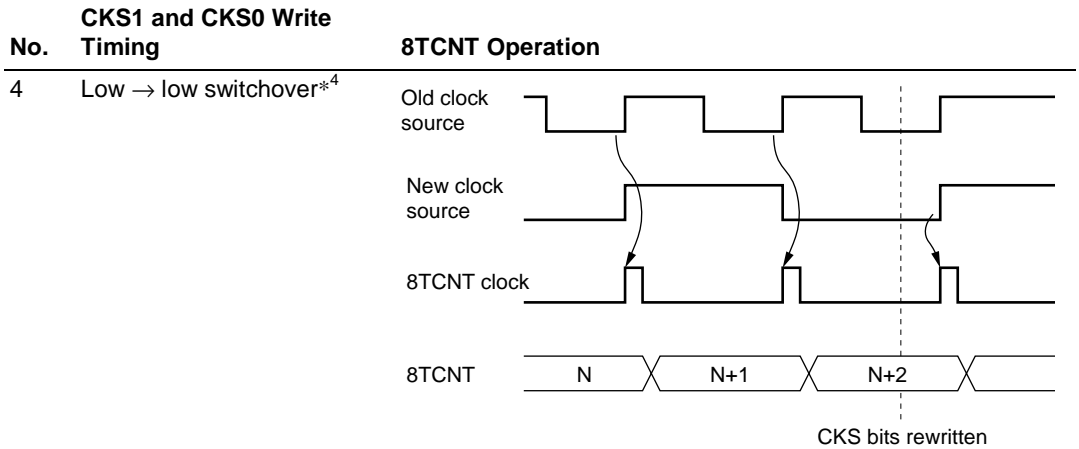 No.
CKS1 and CKS0 Write
Timing
8TCNT Operation
4
Low → low switchover*4
Old clock
source
New clock
source
8TCNT clock
8TCNT
N
N+1
N+2
CKS bits rewritten